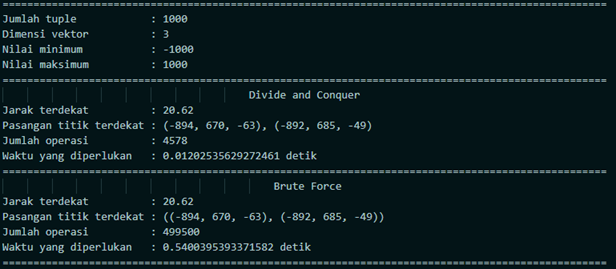 ================================================================================
Jumlah tuple : 1000
Dimensi vektor : 3
Nilai minimum : -1000
Nilai maksimum : 1000
================================================================================
Divide and Conquer
Jarak terdekat : 20.62
Pasangan titik terdekat : (-894, 670, -63), (-892, 685, -49)
Jumlah operasi : 4578
Waktu yang diperlukan : 0.01202535629272461 detik
================================================================================
Brute Force
Jarak terdekat : 20.62
Pasangan titik terdekat : ((-894, 670, -63), (-892, 685, -49))
Jumlah operasi : 499500
Waktu yang diperlukan : 0.5400395393371582 detik
================================================================================